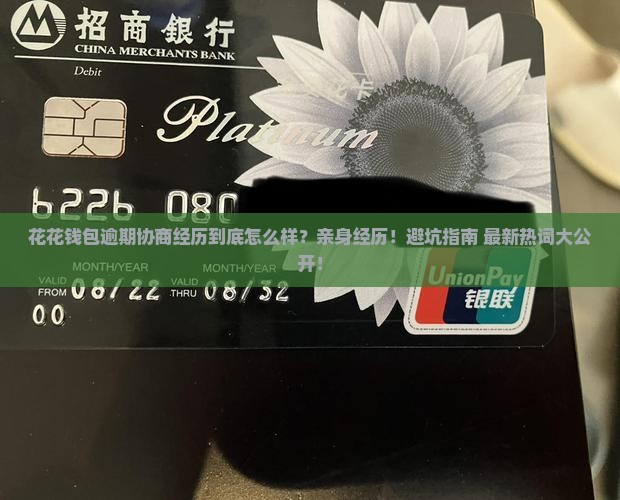 招商銀行
CHINA MERCHANTS BANK
Debit
Platinum
6226 080
花花钱包逾期协商经历到底怎么样？亲身经历！避坑指南 最新热词大公
开！
MONTH/YEAR MONTH/YEAR
VALID FROM 08/22 VALID THRU 08/32
00
UnionPay
银联